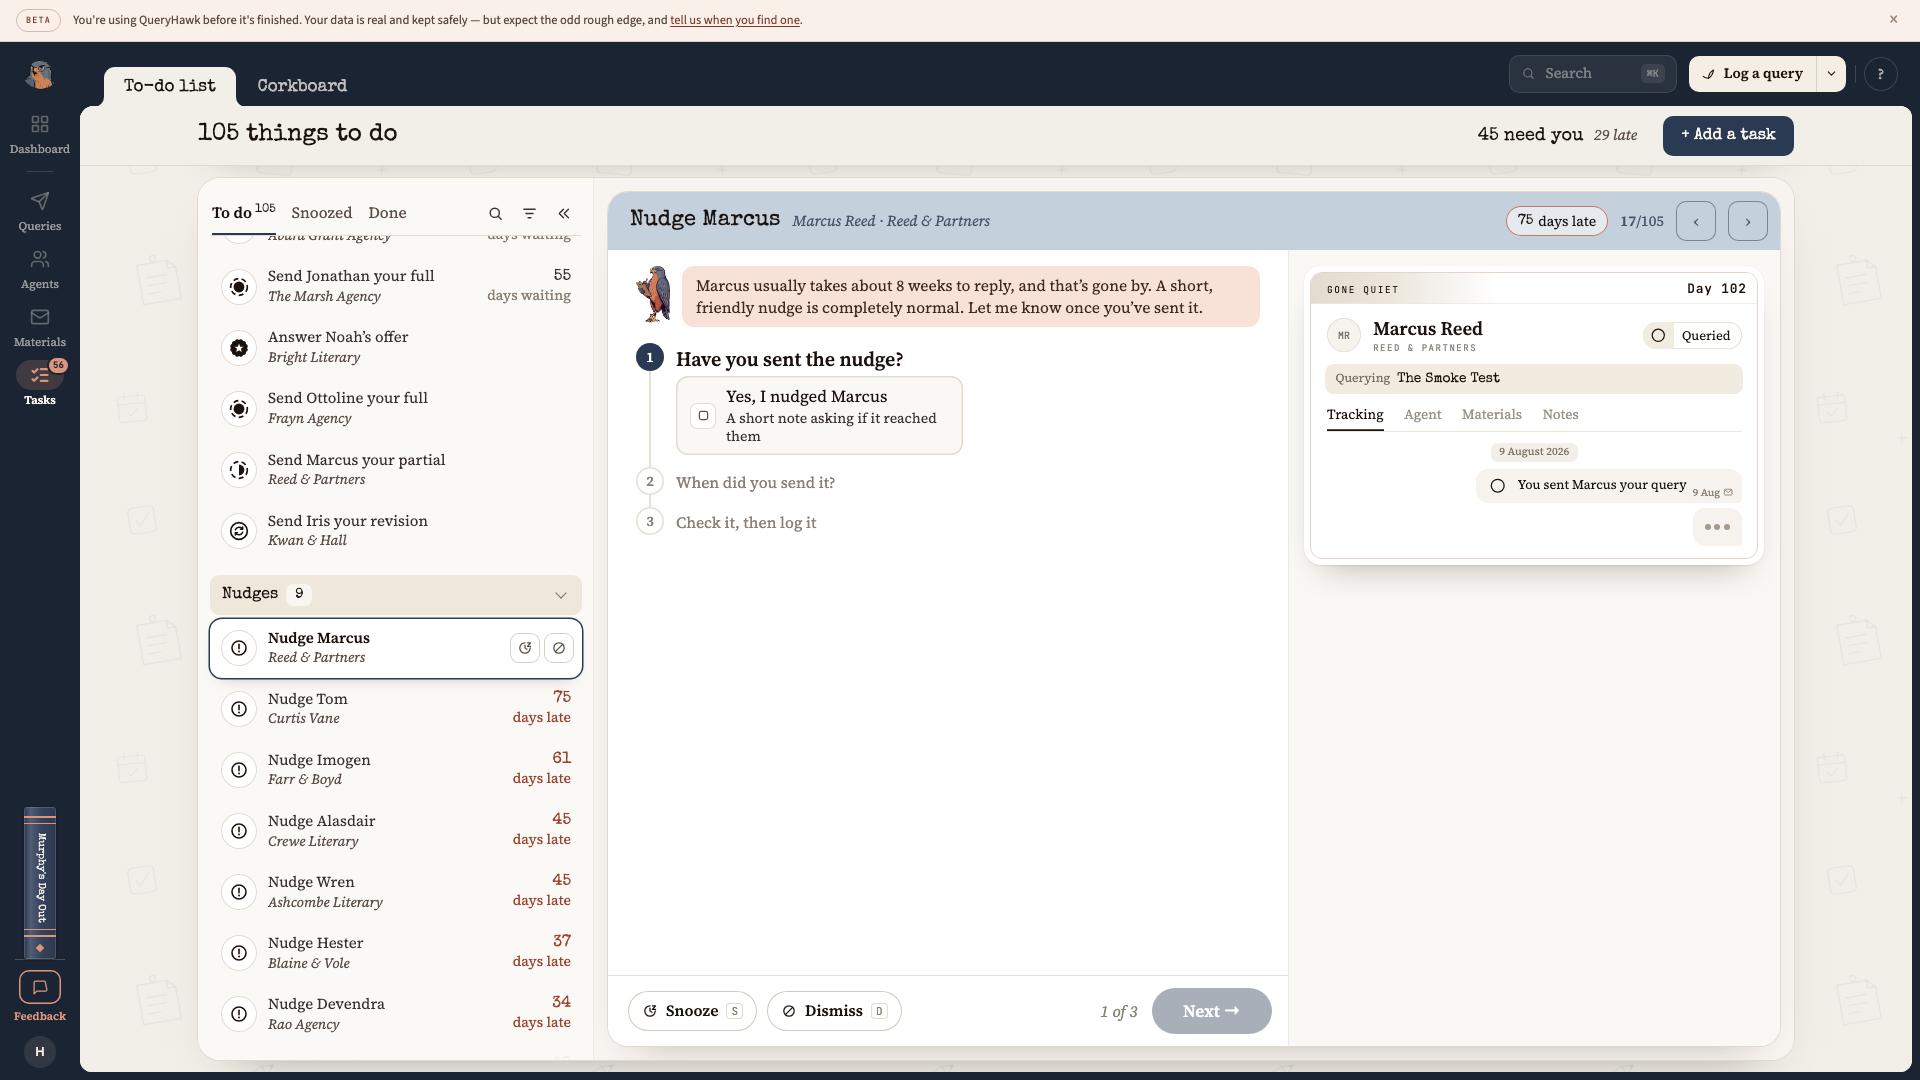 BETA You're using QueryHawk before it's finished. Your data is real and kept safely — but expect the odd rough edge, and tell us when you find one. ×
To-do list
Corkboard
Search ⌘K
Log a query
?
Dashboard
Queries
Agents
Materials
56
Tasks
Murphy's Day Out
Feedback
H
105 things to do
45 need you 29 late
+ Add a task
To do 105
Snoozed
Done
Avara Grant Agency
days waiting
Send Jonathan your full
The Marsh Agency
55
days waiting
Answer Noah’s offer
Bright Literary
Send Ottoline your full
Frayn Agency
Send Marcus your partial
Reed & Partners
Send Iris your revision
Kwan & Hall
Nudges 9
Nudge Marcus
Reed & Partners
Nudge Tom
Curtis Vane
75
days late
Nudge Imogen
Farr & Boyd
61
days late
Nudge Alasdair
Crewe Literary
45
days late
Nudge Wren
Ashcombe Literary
45
days late
Nudge Hester
Blaine & Vole
37
days late
Nudge Devendra
Rao Agency
34
days late
Nudge Marcus Marcus Reed · Reed & Partners
75 days late
17/105
‹
›
Marcus usually takes about 8 weeks to reply, and that’s gone by. A short,
friendly nudge is completely normal. Let me know once you’ve sent it.
1 Have you sent the nudge?
Yes, I nudged Marcus
A short note asking if it reached
them
2 When did you send it?
3 Check it, then log it
Snooze S
Dismiss D
1 of 3
Next →
GONE QUIET
Day 102
MR
Marcus Reed
REED & PARTNERS
Queried
Querying The Smoke Test
Tracking
Agent
Materials
Notes
9 August 2026
You sent Marcus your query 9 Aug